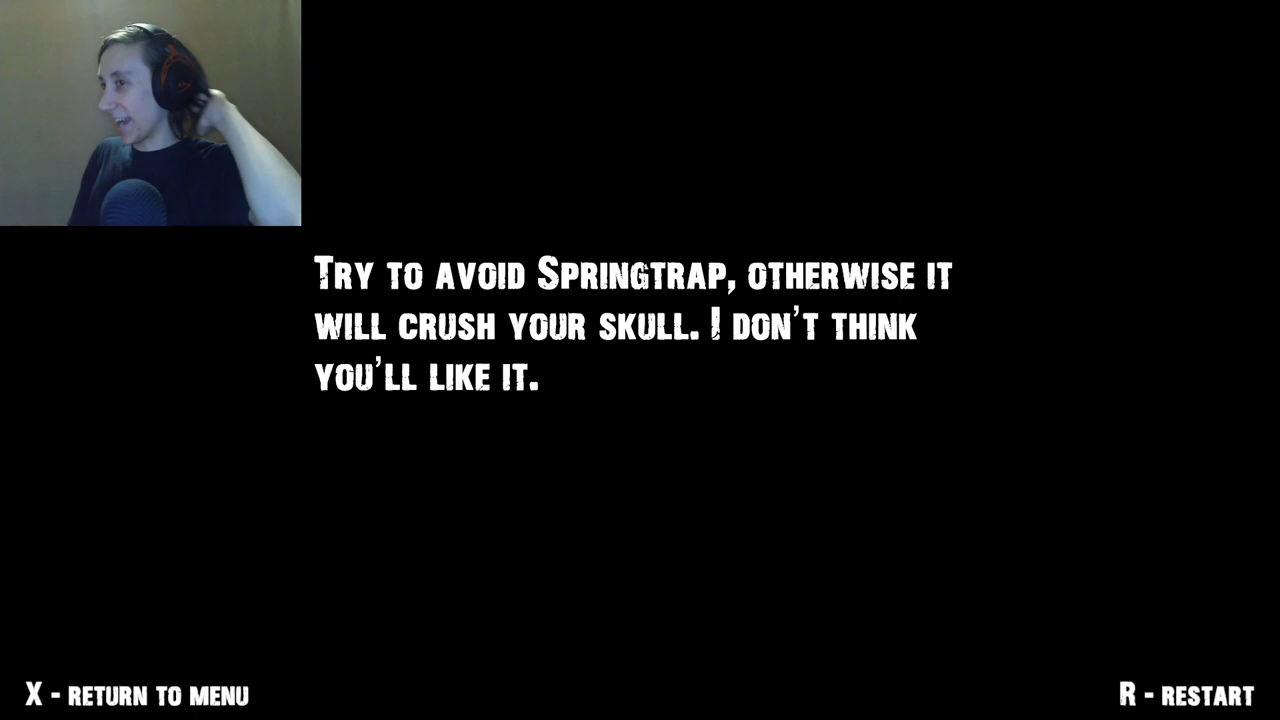 Try to avoid Springtrap, otherwise it
will crush your skull. I don't think
you'll like it.
X - return to menu
R - restart